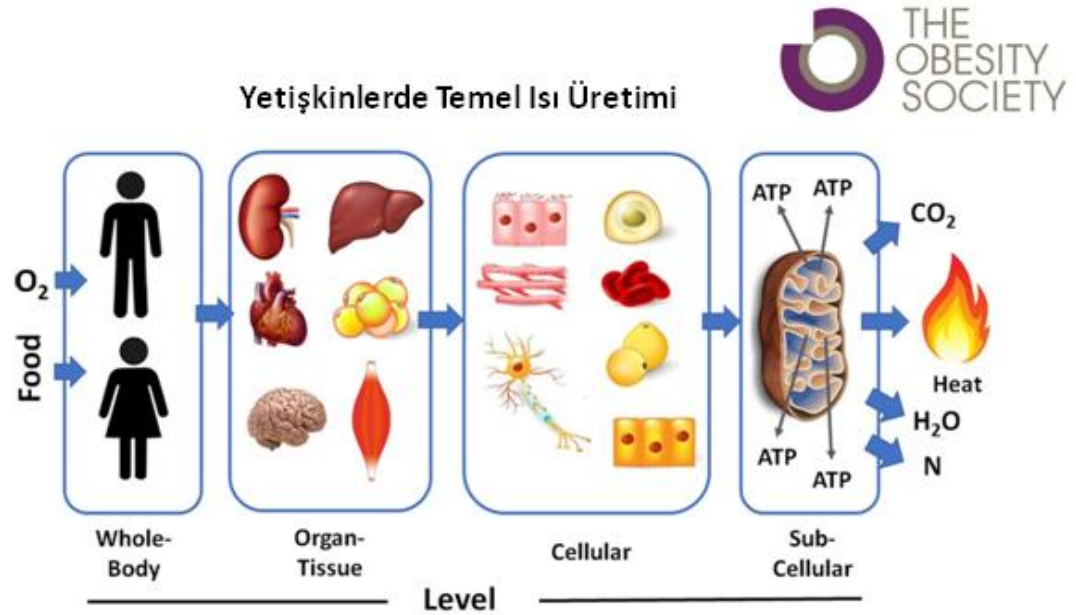 THE
OBESITY
SOCIETY
Yetişkinlerde Temel Isı Üretimi
O₂
Food
ATP
ATP
ATP
ATP
CO₂
Heat
H₂O
N
Whole-
Body
Organ-
Tissue
Cellular
Sub-
Cellular
Level